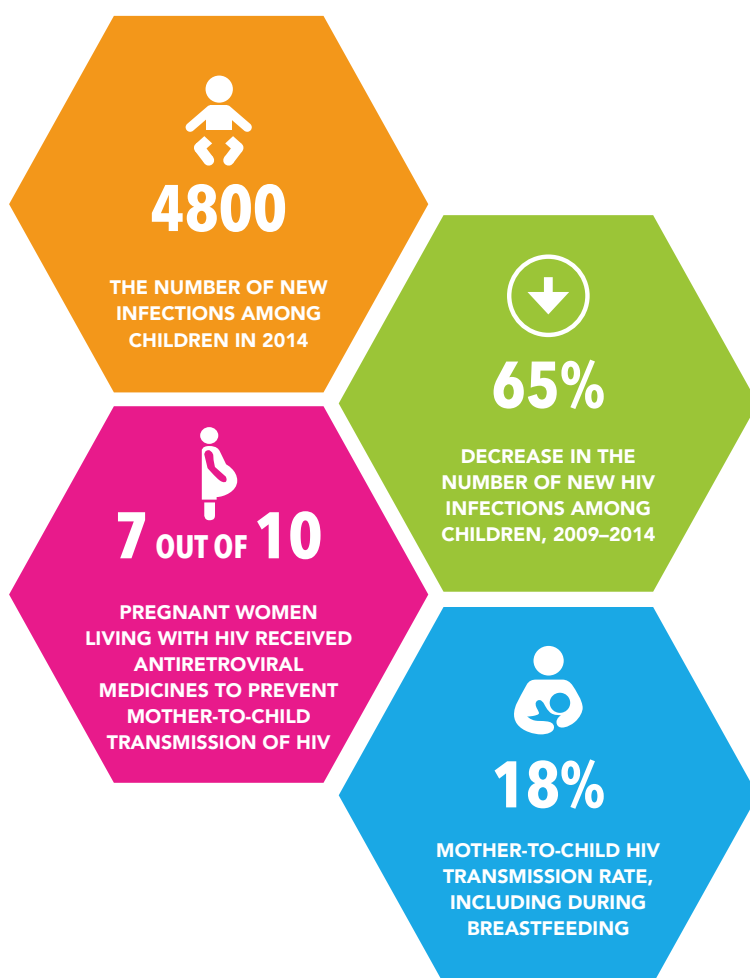 4800
THE NUMBER OF NEW
INFECTIONS AMONG
CHILDREN IN 2014
65%
DECREASE IN THE
NUMBER OF NEW HIV
INFECTIONS AMONG
CHILDREN, 2009–2014
7 OUT OF 10
PREGNANT WOMEN
LIVING WITH HIV RECEIVED
ANTIRETROVIRAL
MEDICINES TO PREVENT
MOTHER-TO-CHILD
TRANSMISSION OF HIV
18%
MOTHER-TO-CHILD HIV
TRANSMISSION RATE,
INCLUDING DURING
BREASTFEEDING